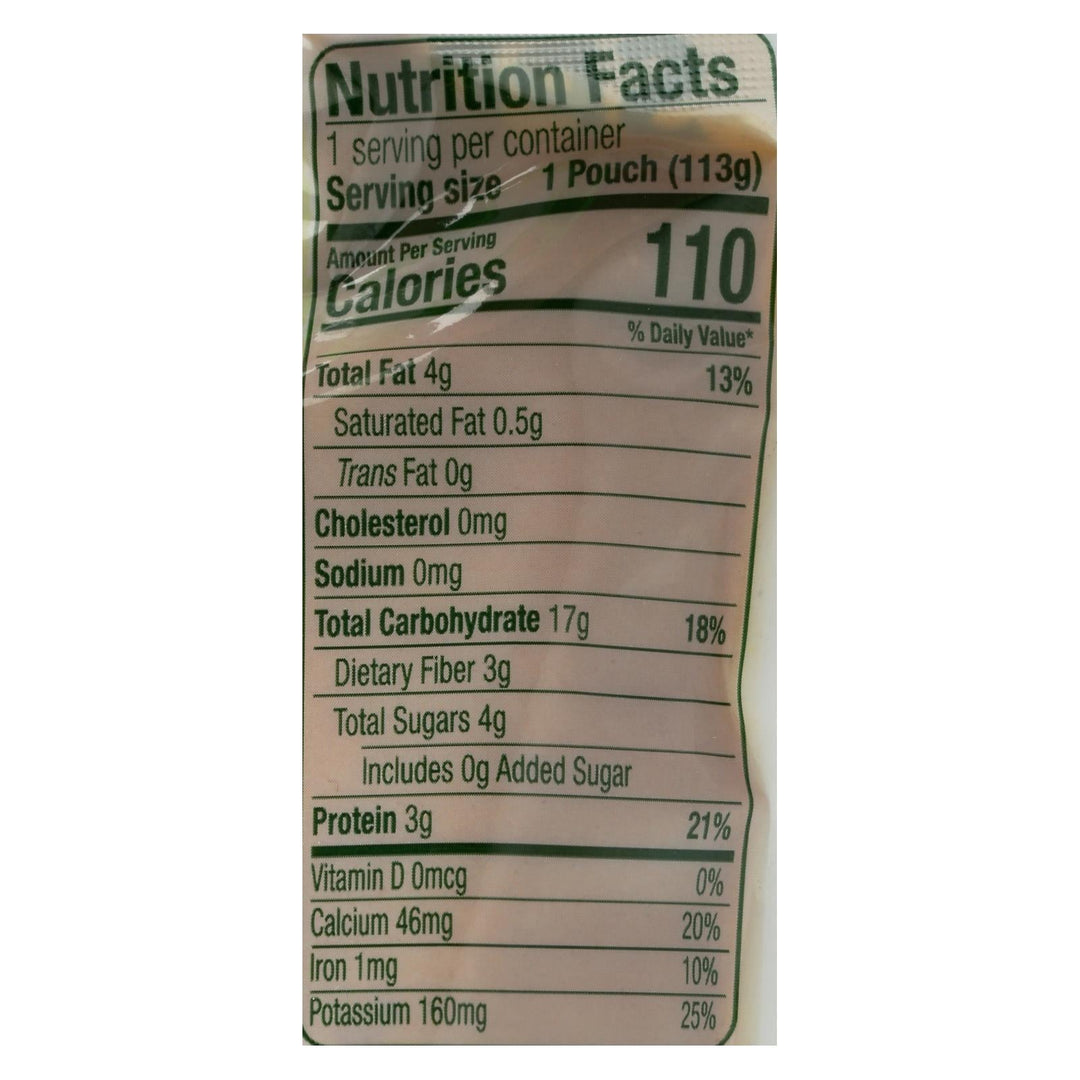 Nutrition Facts
1 serving per container
Serving size 1 Pouch (113g)
Amount Per Serving
Calories 110
% Daily Value*
Total Fat 4g 13%
Saturated Fat 0.5g
Trans Fat 0g
Cholesterol 0mg
Sodium 0mg
Total Carbohydrate 17g 18%
Dietary Fiber 3g
Total Sugars 4g
Includes 0g Added Sugar
Protein 3g 21%
Vitamin D 0mcg 0%
Calcium 46mg 20%
Iron 1mg 10%
Potassium 160mg 25%